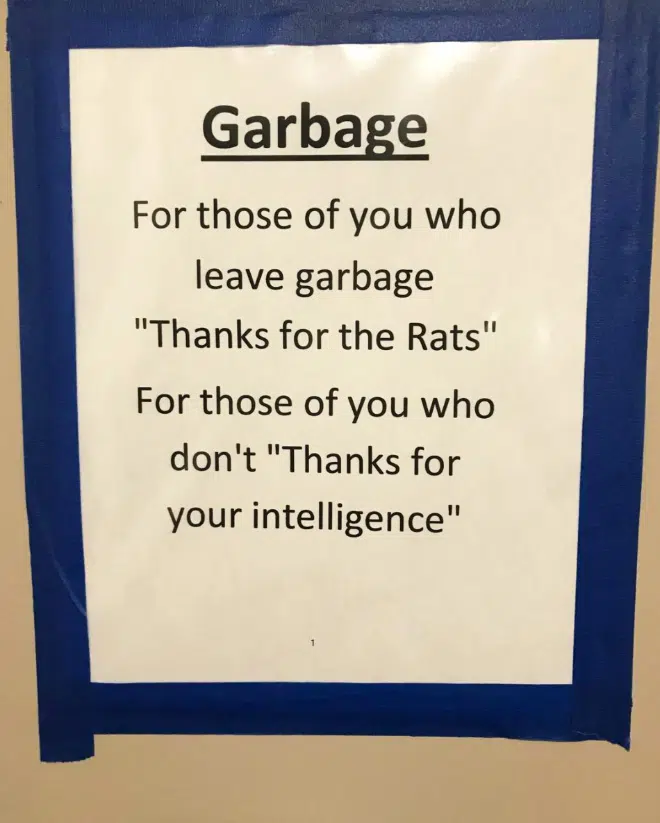 Garbage
For those of you who
leave garbage
"Thanks for the Rats"
For those of you who
don't "Thanks for
your intelligence"
1